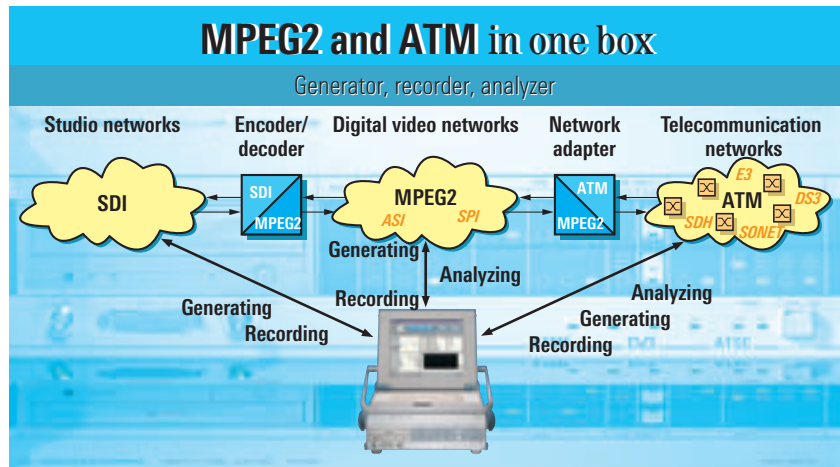 MPEG2 and ATM in one box
Generator, recorder, analyzer
Studio networks
Encoder/
decoder
Digital video networks
Network
adapter
Telecommunication
networks
SDI
SDI
MPEG2
MPEG2
ASI
SPI
ATM
MPEG2
E3
ATM
DS3
SDH
SONET
Generating
Analyzing
Recording
Generating
Recording
Analyzing
Generating
Recording